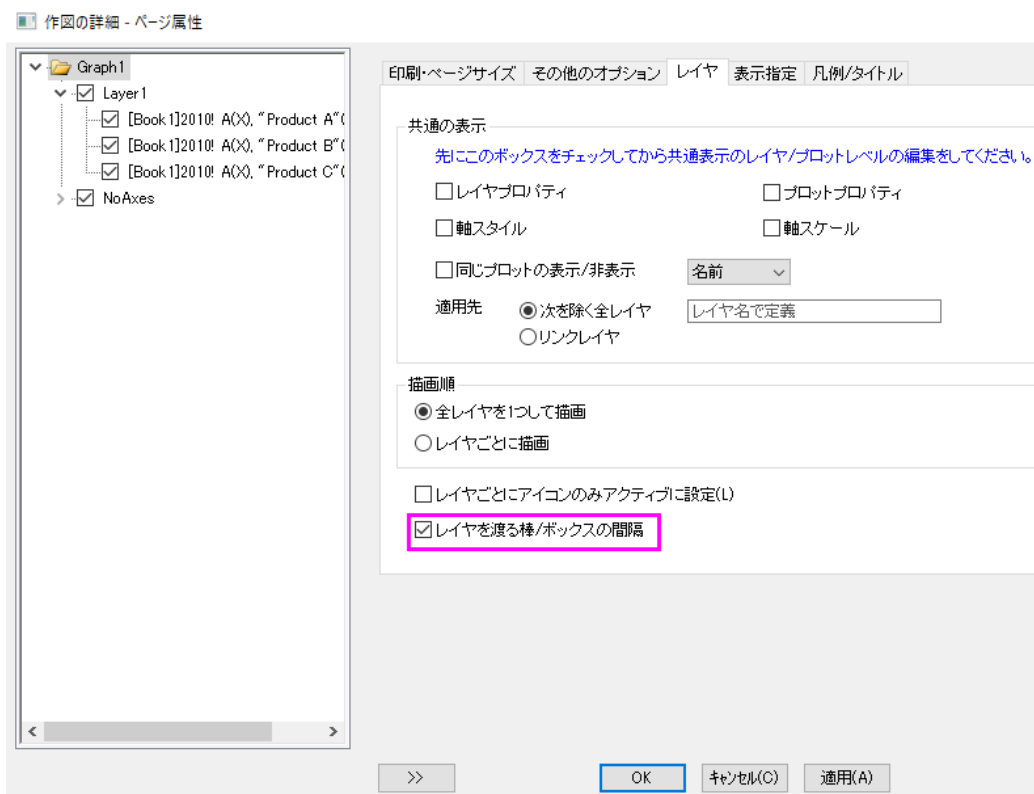 作図の詳細 - ページ属性
Graph1
Layer1
[Book1]2010! A(X), "Product A"(
[Book1]2010! A(X), "Product B"(
[Book1]2010! A(X), "Product C"(
NoAxes
印刷・ページサイズ その他のオプション レイヤ 表示指定 凡例/タイトル
共通の表示
先にこのボックスをチェックしてから共通表示のレイヤ/プロットレベルの編集をしてください。
レイヤプロパティ プロットプロパティ
軸スタイル 軸スケール
同じプロットの表示/非表示 名前
適用先 次を除く全レイヤ レイヤ名で定義
リンクレイヤ
描画順
全レイヤを1つして描画
レイヤごとに描画
レイヤごとにアイコンのみアクティブに設定(L)
レイヤを渡る棒/ボックスの間隔
>> OK キャンセル(C) 適用(A)